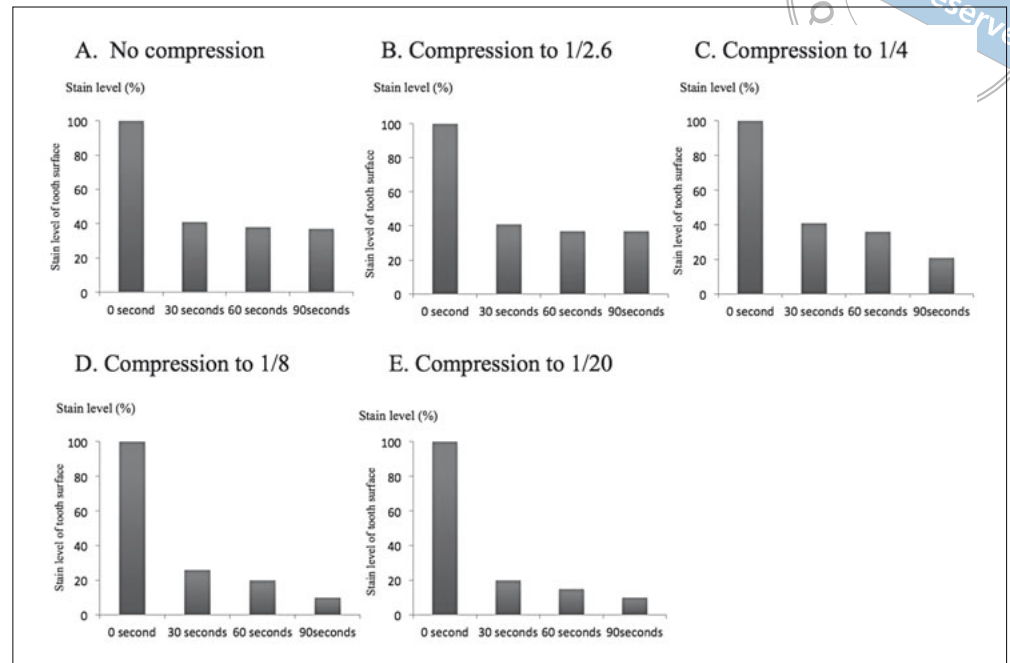 A. No compression
Stain level (%)
Stain level of tooth surface
100
80
60
40
20
0
0 second 30 seconds 60 seconds 90seconds
B. Compression to 1/2.6
Stain level (%)
Stain level of tooth surface
100
80
60
40
20
0
0 second 30 seconds 60 seconds 90seconds
C. Compression to 1/4
Stain level (%)
Stain level of tooth surface
100
80
60
40
20
0
0 second 30 seconds 60 seconds 90seconds
D. Compression to 1/8
Stain level (%)
Stain level of tooth surface
100
80
60
40
20
0
0 second 30 seconds 60 seconds 90seconds
E. Compression to 1/20
Stain level (%)
Stain level of tooth surface
100
80
60
40
20
0
0 second 30 seconds 60 seconds 90seconds